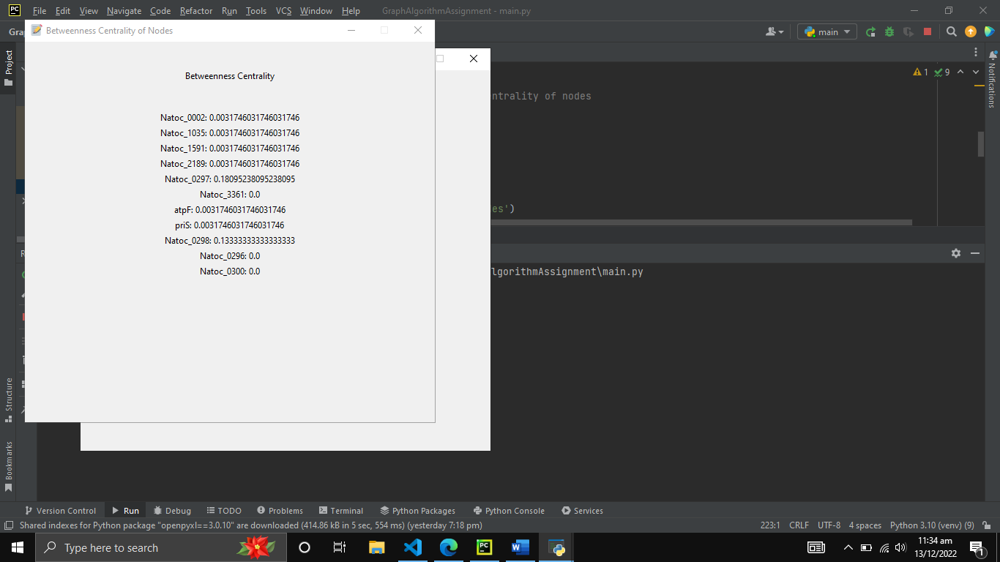 PC File Edit View Navigate Code Refactor Run Tools VCS Window Help GraphAlgorithmAssignment - main.py
Gra
main
Betweenness Centrality of Nodes
Betweenness Centrality
Natoc_0002: 0.0031746031746031746
Natoc_1035: 0.0031746031746031746
Natoc_1591: 0.0031746031746031746
Natoc_2189: 0.0031746031746031746
Natoc_0297: 0.18095238095238095
Natoc_3361: 0.0
atpF: 0.0031746031746031746
priS: 0.0031746031746031746
Natoc_0298: 0.13333333333333333
Natoc_0296: 0.0
Natoc_0300: 0.0
1 9
entrality of nodes
es')
R
lgorithmAssignment\main.py
Project
Structure
Bookmarks
Notifications
Version Control Run Debug TODO Problems Terminal Python Packages Python Console Services
Shared indexes for Python package "openpyxl==3.0.10" are downloaded (414.86 kB in 5 sec, 554 ms) (yesterday 7:18 pm) 223:1 CRLF UTF-8 4 spaces Python 3.10 (venv) (9)
Type here to search
PC
W
11:34 am
13/12/2022
1